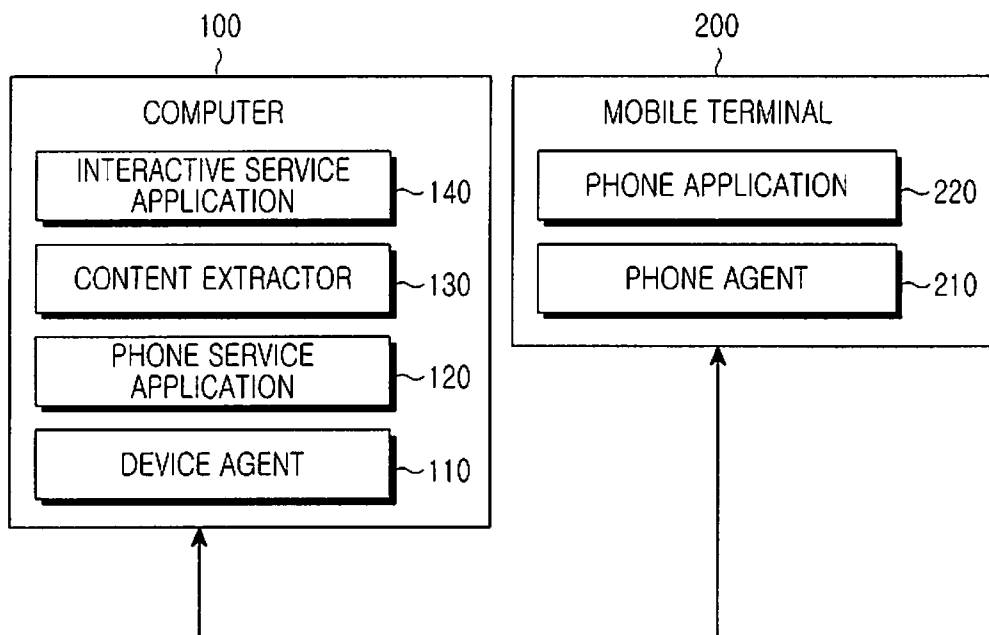 100
COMPUTER
INTERACTIVE SERVICE
APPLICATION
140
CONTENT EXTRACTOR
130
PHONE SERVICE
APPLICATION
120
DEVICE AGENT
110
200
MOBILE TERMINAL
PHONE APPLICATION
220
PHONE AGENT
210